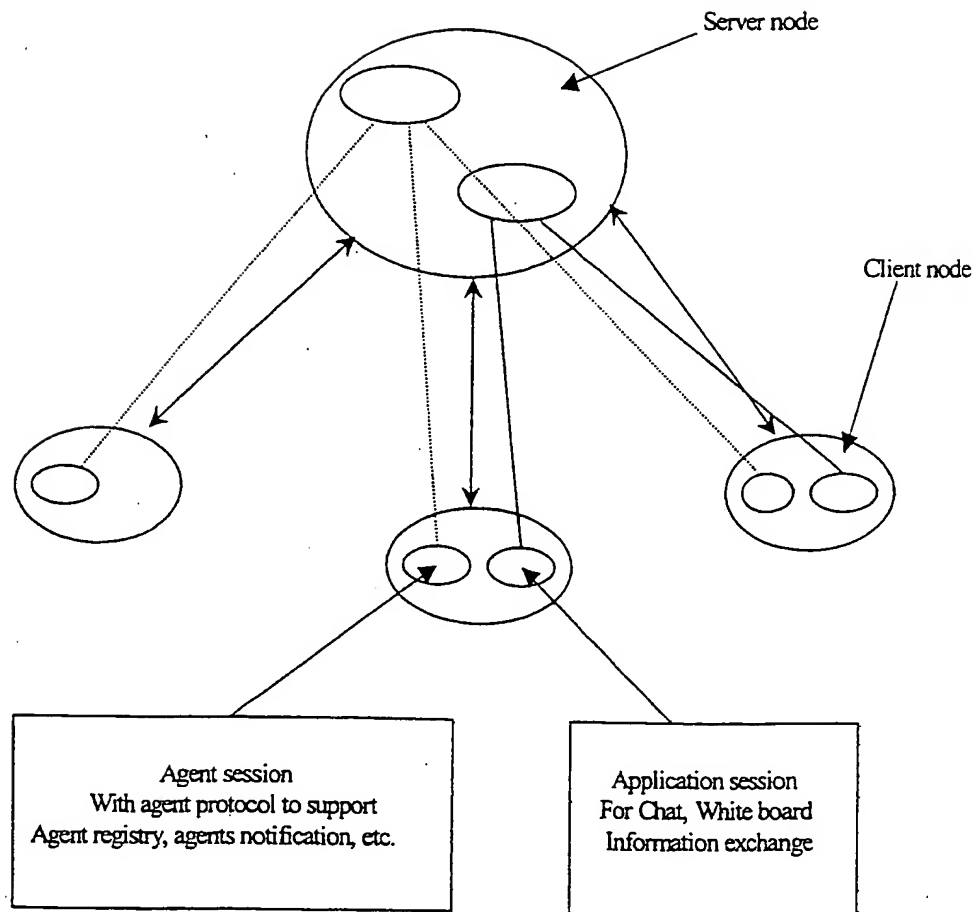 Server node
Client node
Agent session
With agent protocol to support
Agent registry, agents notification, etc.
Application session
For Chat, White board
Information exchange